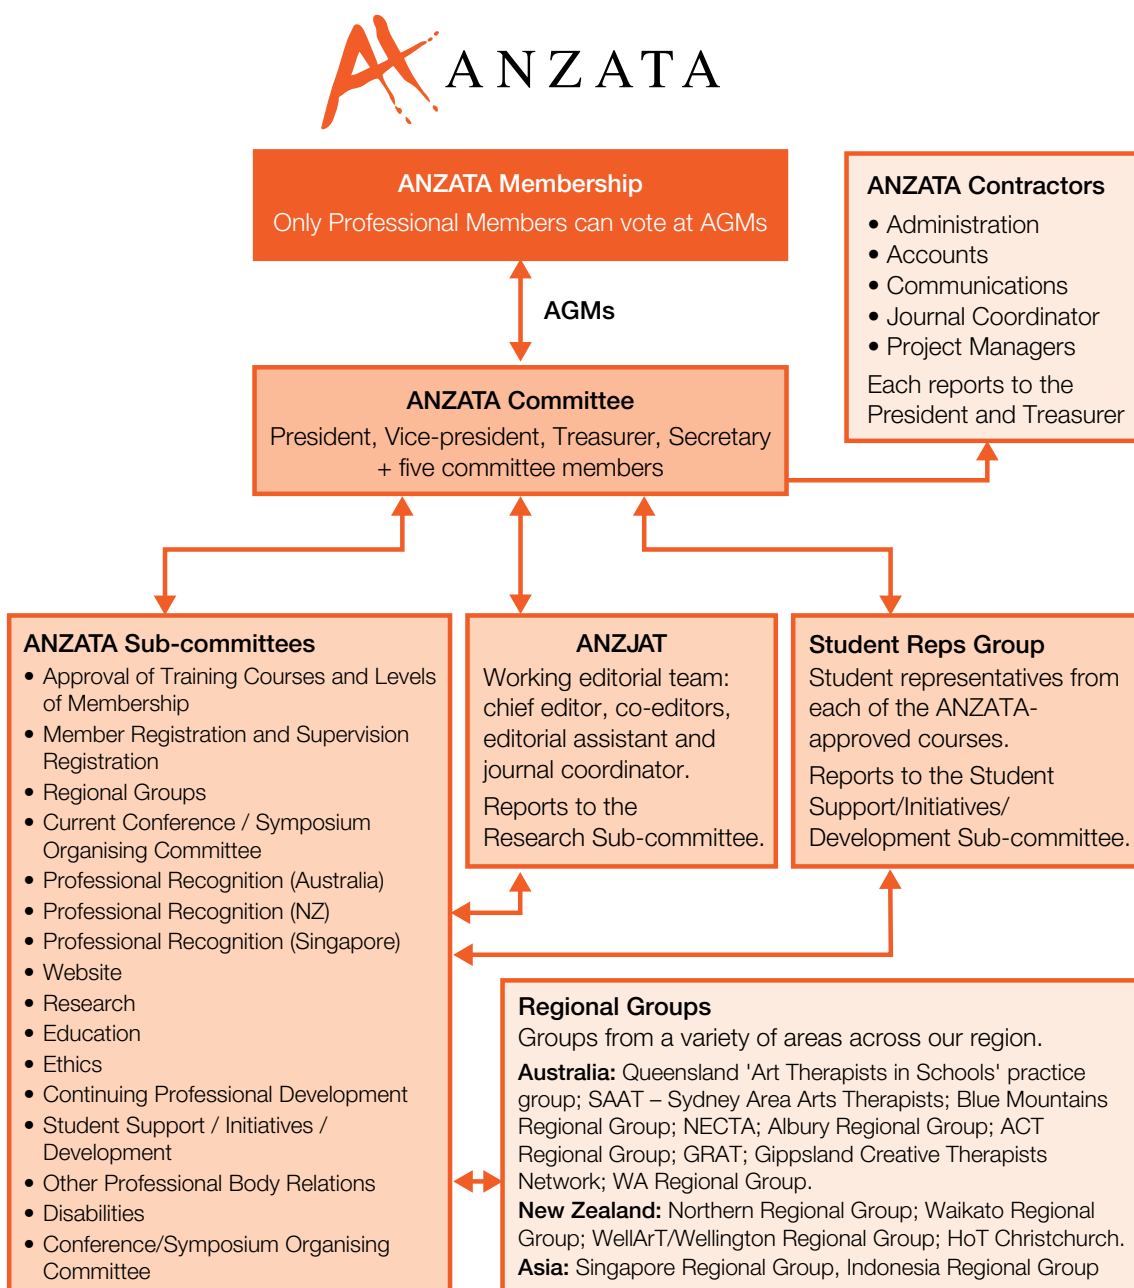 ANZATA
ANZATA Membership
Only Professional Members can vote at AGMs
AGMs
ANZATA Contractors
• Administration
• Accounts
• Communications
• Journal Coordinator
• Project Managers
Each reports to the
President and Treasurer
ANZATA Committee
President, Vice-president, Treasurer, Secretary
+ five committee members
ANZATA Sub-committees
• Approval of Training Courses and Levels
of Membership
• Member Registration and Supervision
Registration
• Regional Groups
• Current Conference / Symposium
Organising Committee
• Professional Recognition (Australia)
• Professional Recognition (NZ)
• Professional Recognition (Singapore)
• Website
• Research
• Education
• Ethics
• Continuing Professional Development
• Student Support / Initiatives /
Development
• Other Professional Body Relations
• Disabilities
• Conference/Symposium Organising
Committee
ANZJAT
Working editorial team:
chief editor, co-editors,
editorial assistant and
journal coordinator.
Reports to the
Research Sub-committee.
Student Reps Group
Student representatives from
each of the ANZATA-
approved courses.
Reports to the Student
Support/Initiatives/
Development Sub-committee.
Regional Groups
Groups from a variety of areas across our region.
Australia: Queensland 'Art Therapists in Schools' practice
group; SAAT – Sydney Area Arts Therapists; Blue Mountains
Regional Group; NECTA; Albury Regional Group; ACT
Regional Group; GRAT; Gippsland Creative Therapists
Network; WA Regional Group.
New Zealand: Northern Regional Group; Waikato Regional
Group; WellArT/Wellington Regional Group; HoT Christchurch.
Asia: Singapore Regional Group, Indonesia Regional Group